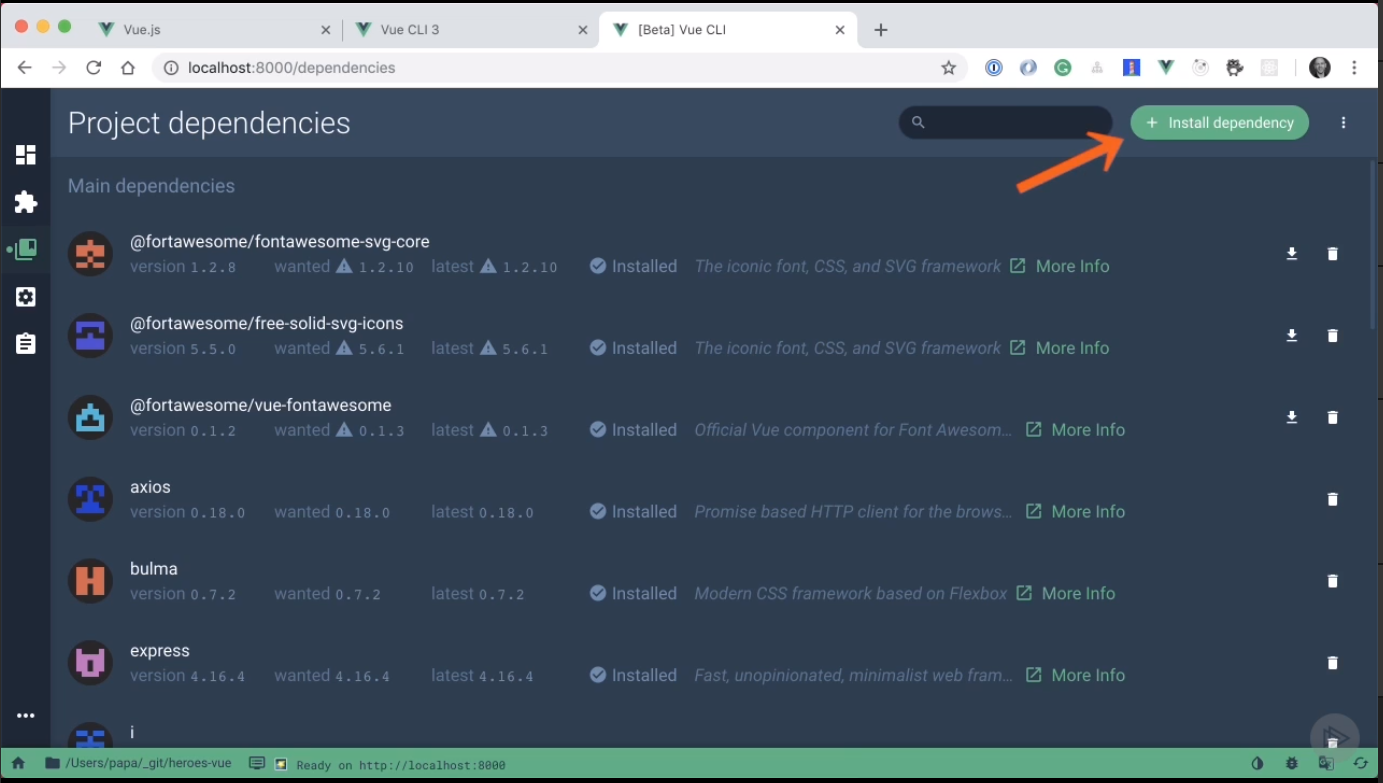 Vue.js
Vue CLI 3
[Beta] Vue CLI
localhost:8000/dependencies
Project dependencies
+ Install dependency
Main dependencies
@fortawesome/fontawesome-svg-core
version 1.2.8 wanted 1.2.10 latest 1.2.10 Installed The iconic font, CSS, and SVG framework More Info
@fortawesome/free-solid-svg-icons
version 5.5.0 wanted 5.6.1 latest 5.6.1 Installed The iconic font, CSS, and SVG framework More Info
@fortawesome/vue-fontawesome
version 0.1.2 wanted 0.1.3 latest 0.1.3 Installed Official Vue component for Font Awesom... More Info
axios
version 0.18.0 wanted 0.18.0 latest 0.18.0 Installed Promise based HTTP client for the brows... More Info
bulma
version 0.7.2 wanted 0.7.2 latest 0.7.2 Installed Modern CSS framework based on Flexbox More Info
express
version 4.16.4 wanted 4.16.4 latest 4.16.4 Installed Fast, unopinionated, minimalist web fram... More Info
i
/Users/papa/_git/heroes-vue Ready on http://localhost:8000